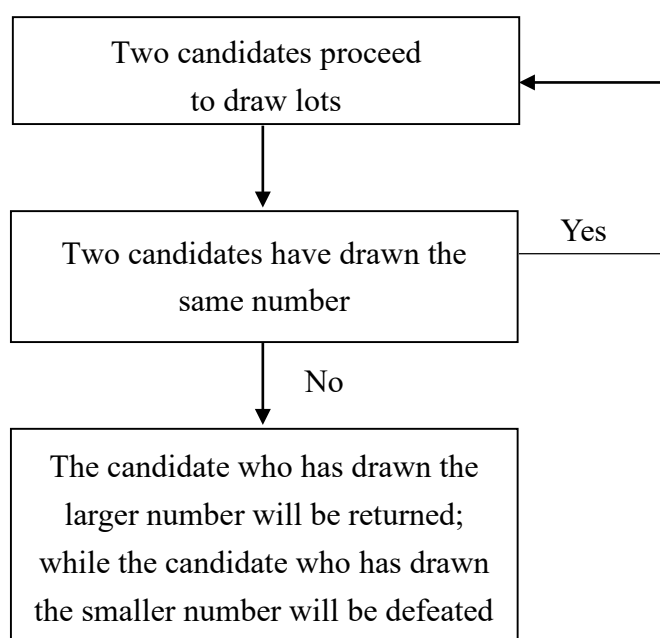 Two candidates proceed
to draw lots
Two candidates have drawn the
same number
Yes
No
The candidate who has drawn the
larger number will be returned;
while the candidate who has drawn
the smaller number will be defeated